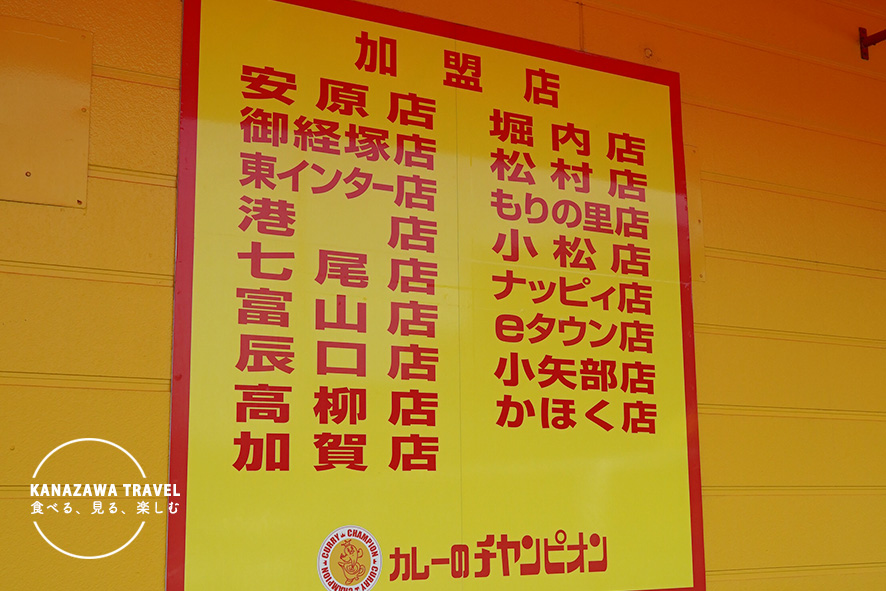 加盟店
安原店
御経塚店
東インター店
港店
七尾店
富山店
辰口店
高柳店
加賀店
堀内店
松村店
もりの里店
小松店
ナッピィ店
eタウン店
小矢部店
かほく店
CURRY CHAMPION CURRY CHAMPION
カレーのチャンピオン
KANAZAWA TRAVEL
食べる、見る、楽しむ